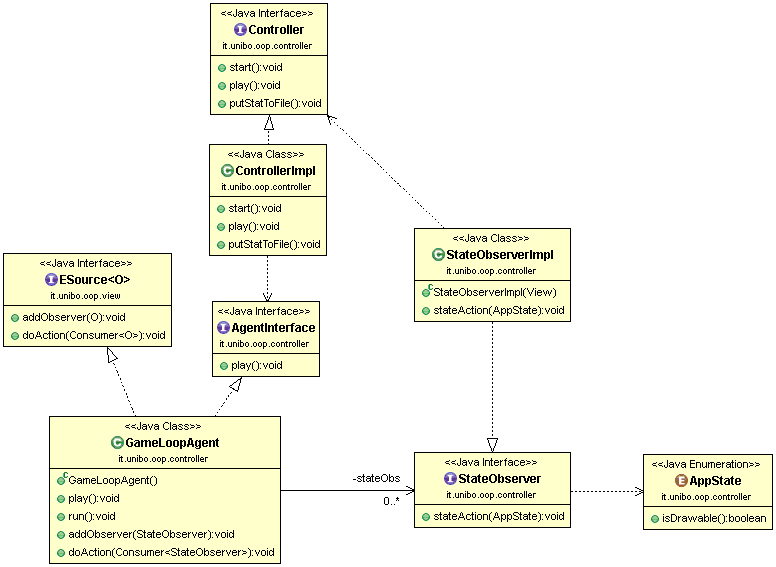 <<Java Interface>>
Controller
it.unibo.oop.controller
start():void
play():void
putStatToFile():void
<<Java Class>>
ControllerImpl
it.unibo.oop.controller
start():void
play():void
putStatToFile():void
<<Java Class>>
StateObserverImpl
it.unibo.oop.controller
StateObserverImpl(View)
stateAction(AppState):void
<<Java Interface>>
ESource<O>
it.unibo.oop.view
addObserver(O):void
doAction(Consumer<O>):void
<<Java Interface>>
AgentInterface
it.unibo.oop.controller
play():void
<<Java Class>>
GameLoopAgent
it.unibo.oop.controller
GameLoopAgent()
play():void
run():void
addObserver(StateObserver):void
doAction(Consumer<StateObserver>):void
-stateObs
0..*
<<Java Interface>>
StateObserver
it.unibo.oop.controller
stateAction(AppState):void
<<Java Enumeration>>
AppState
it.unibo.oop.controller
isDrawable():boolean